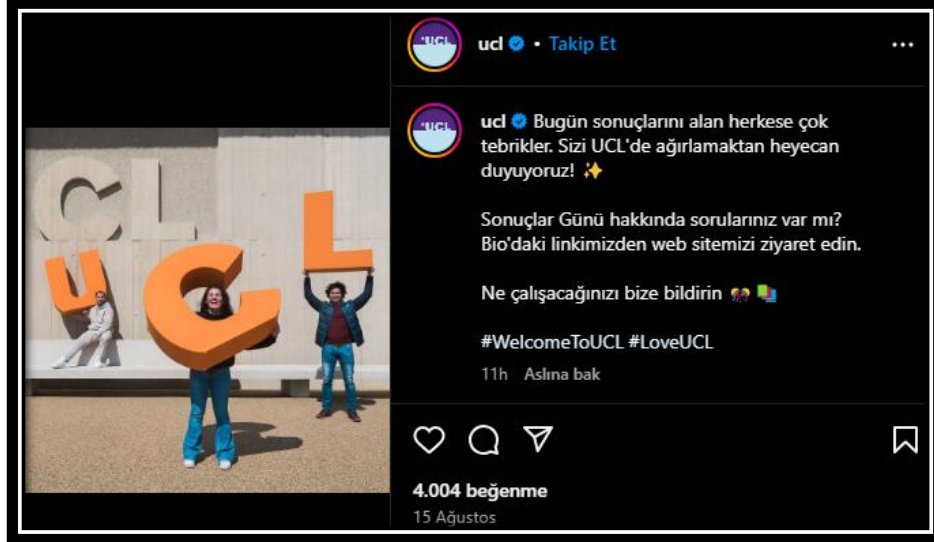 UCL
ucl • Takip Et
UCL
ucl Bugün sonuçlarını alan herkese çok
tebrikler. Sizi UCL'de ağırlamaktan heyecan
duyuyoruz! ✨
Sonuçlar Günü hakkında sorularınız var mı?
Bio'daki linkimizden web sitemizi ziyaret edin.
Ne çalışacağınızı bize bildirin 🎊 📚
#WelcomeToUCL #LoveUCL
11h Aslına bak
4.004 beğenme
15 Ağustos
CL
U C L